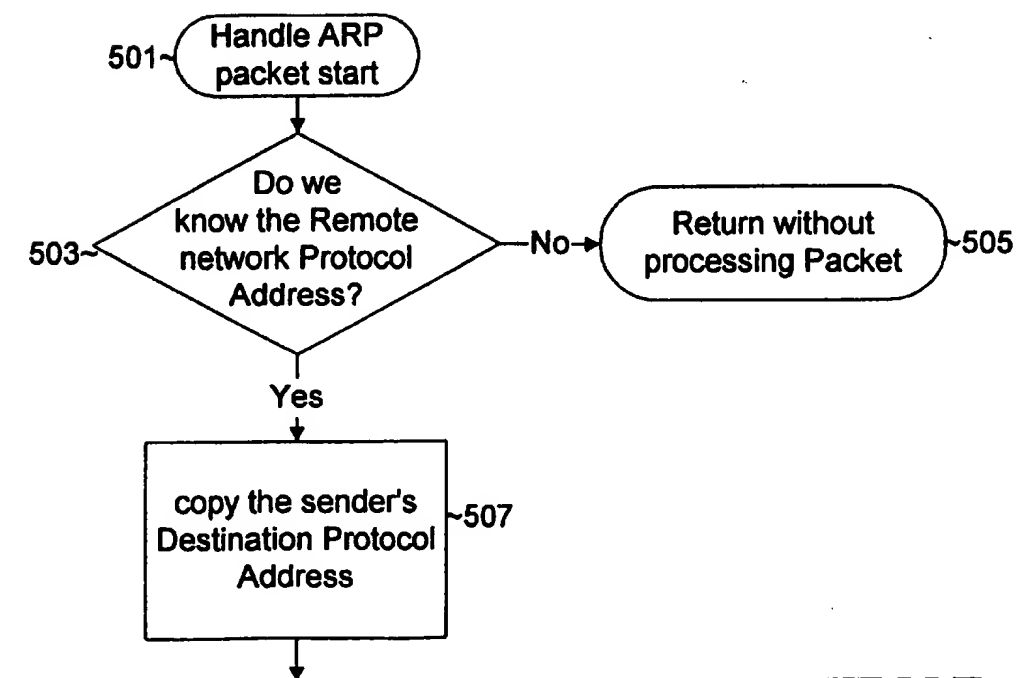 Handle ARP
packet start
501~
Do we
know the Remote
network Protocol
Address?
503~
No
Return without
processing Packet
~505
Yes
copy the sender's
Destination Protocol
Address
~507